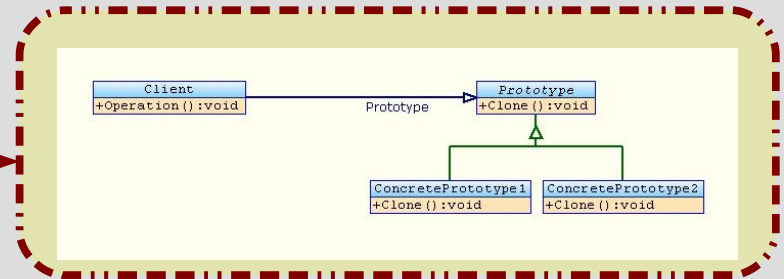 Client
+Operation():void
Prototype
Prototype
+Clone():void
ConcretePrototype1
+Clone():void
ConcretePrototype2
+Clone():void